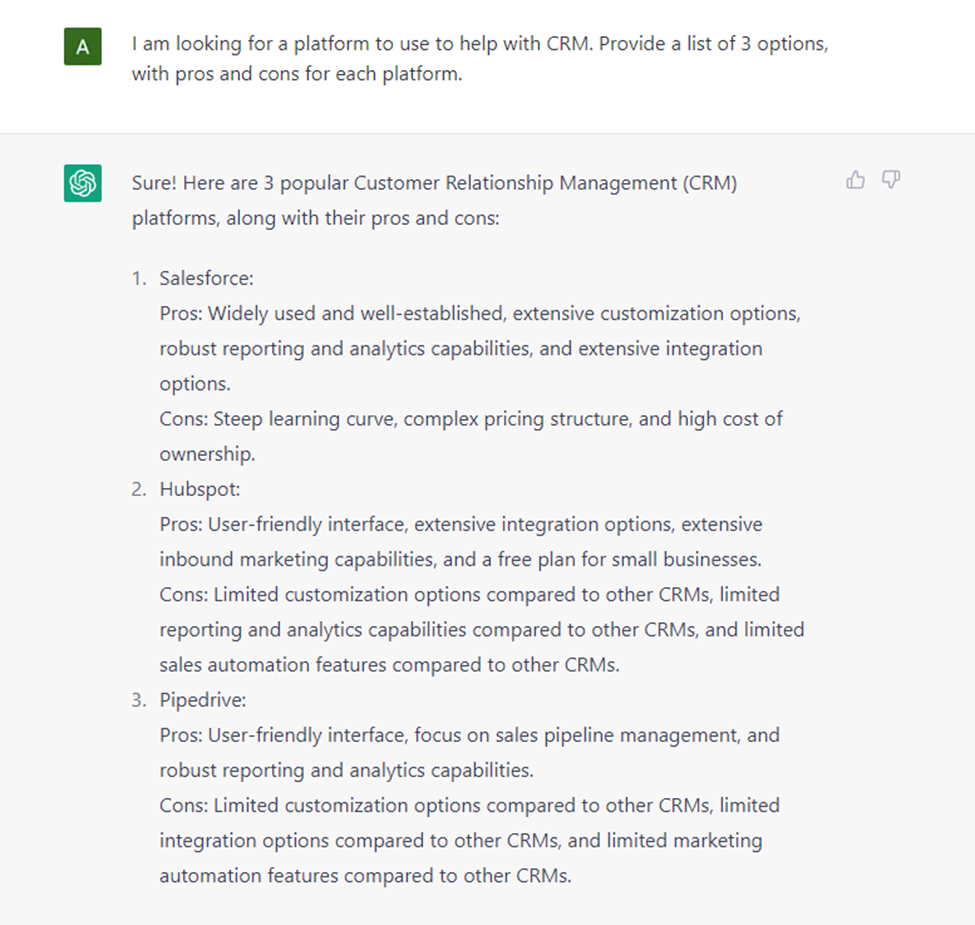 A
I am looking for a platform to use to help with CRM. Provide a list of 3 options,
with pros and cons for each platform.
Sure! Here are 3 popular Customer Relationship Management (CRM)
platforms, along with their pros and cons:
1. Salesforce:
Pros: Widely used and well-established, extensive customization options,
robust reporting and analytics capabilities, and extensive integration
options.
Cons: Steep learning curve, complex pricing structure, and high cost of
ownership.
2. Hubspot:
Pros: User-friendly interface, extensive integration options, extensive
inbound marketing capabilities, and a free plan for small businesses.
Cons: Limited customization options compared to other CRMs, limited
reporting and analytics capabilities compared to other CRMs, and limited
sales automation features compared to other CRMs.
3. Pipedrive:
Pros: User-friendly interface, focus on sales pipeline management, and
robust reporting and analytics capabilities.
Cons: Limited customization options compared to other CRMs, limited
integration options compared to other CRMs, and limited marketing
automation features compared to other CRMs.